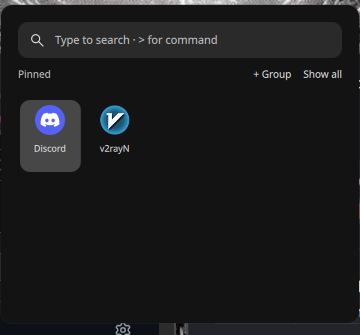 Type to search · > for command
Pinned + Group Show all
Discord v2rayN